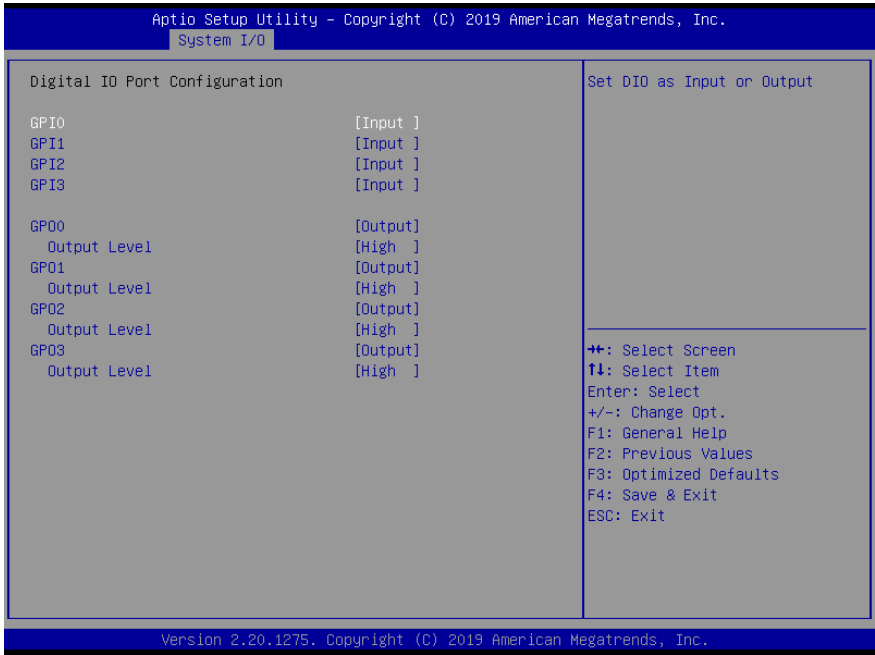 Aptio Setup Utility – Copyright (C) 2019 American Megatrends, Inc.
System I/O
Digital IO Port Configuration
GPI0 [Input ]
GPI1 [Input ]
GPI2 [Input ]
GPI3 [Input ]
GPO0 [Output]
Output Level [High ]
GPO1 [Output]
Output Level [High ]
GPO2 [Output]
Output Level [High ]
GPO3 [Output]
Output Level [High ]
Set DIO as Input or Output
→←: Select Screen
↑↓: Select Item
Enter: Select
+/-: Change Opt.
F1: General Help
F2: Previous Values
F3: Optimized Defaults
F4: Save & Exit
ESC: Exit
Version 2.20.1275. Copyright (C) 2019 American Megatrends, Inc.